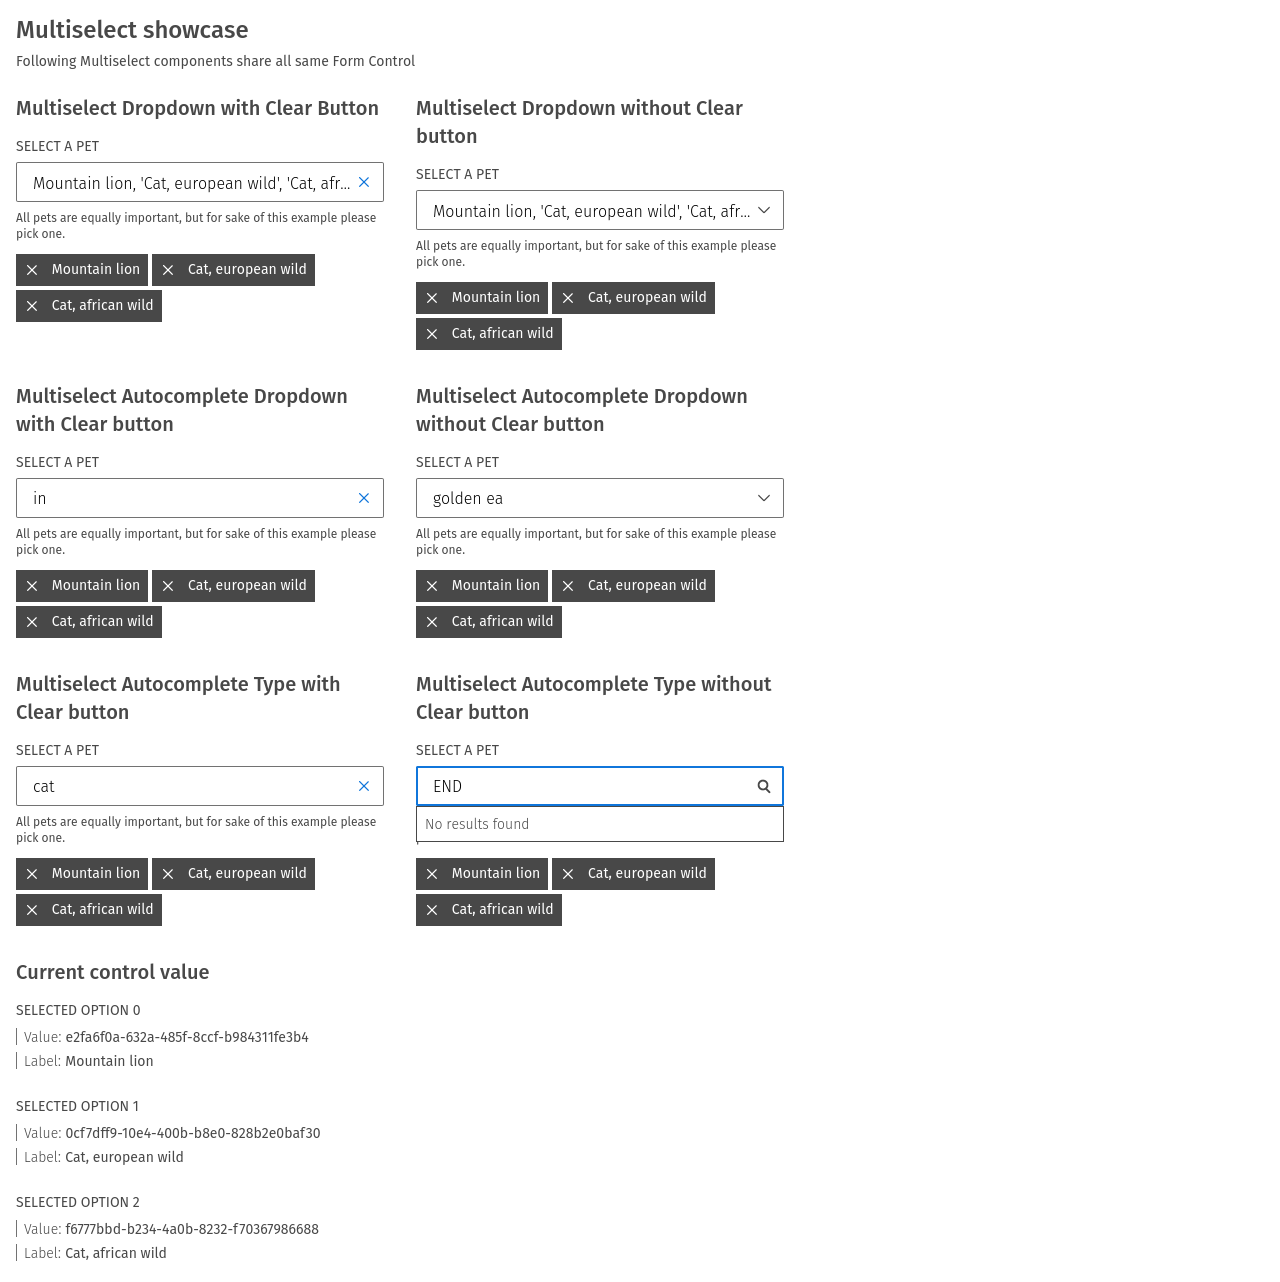 Multiselect showcase
Following Multiselect components share all same Form Control
Multiselect Dropdown with Clear Button
SELECT A PET
Mountain lion, 'Cat, european wild', 'Cat, afr...
All pets are equally important, but for sake of this example please
pick one.
Mountain lion
Cat, european wild
Cat, african wild
Multiselect Dropdown without Clear
button
SELECT A PET
Mountain lion, 'Cat, european wild', 'Cat, afr...
All pets are equally important, but for sake of this example please
pick one.
Mountain lion
Cat, european wild
Cat, african wild
Multiselect Autocomplete Dropdown
with Clear button
SELECT A PET
in
All pets are equally important, but for sake of this example please
pick one.
Mountain lion
Cat, european wild
Cat, african wild
Multiselect Autocomplete Dropdown
without Clear button
SELECT A PET
golden ea
All pets are equally important, but for sake of this example please
pick one.
Mountain lion
Cat, european wild
Cat, african wild
Multiselect Autocomplete Type with
Clear button
SELECT A PET
cat
All pets are equally important, but for sake of this example please
pick one.
Mountain lion
Cat, european wild
Cat, african wild
Multiselect Autocomplete Type without
Clear button
SELECT A PET
END
No results found
Mountain lion
Cat, european wild
Cat, african wild
Current control value
SELECTED OPTION 0
Value: e2fa6f0a-632a-485f-8ccf-b984311fe3b4
Label: Mountain lion
SELECTED OPTION 1
Value: 0cf7dff9-10e4-400b-b8e0-828b2e0baf30
Label: Cat, european wild
SELECTED OPTION 2
Value: f6777bbd-b234-4a0b-8232-f70367986688
Label: Cat, african wild